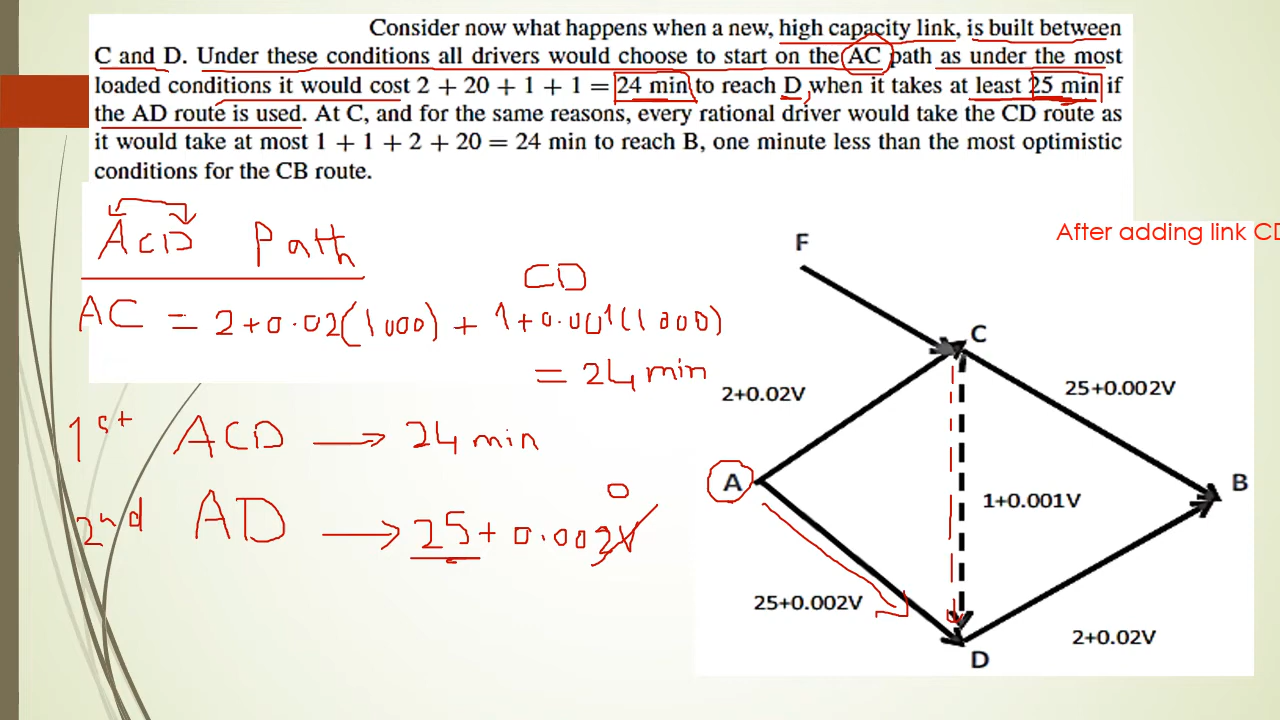 Consider now what happens when a new, high capacity link, is built between
C and D. Under these conditions all drivers would choose to start on the AC path as under the most
loaded conditions it would cost 2 + 20 + 1 + 1 = 24 min to reach D, when it takes at least 25 min if
the AD route is used. At C, and for the same reasons, every rational driver would take the CD route as
it would take at most 1 + 1 + 2 + 20 = 24 min to reach B, one minute less than the most optimistic
conditions for the CB route.
ACD Path
CD
AC = 2+0.02(1000) + 1+0.001(1000)
= 24 min
1st ACD → 24 min
0
2nd AD → 25+ 0.002V
After adding link CD
F
C
2+0.02V
25+0.002V
A
B
1+0.001V
25+0.002V
2+0.02V
D